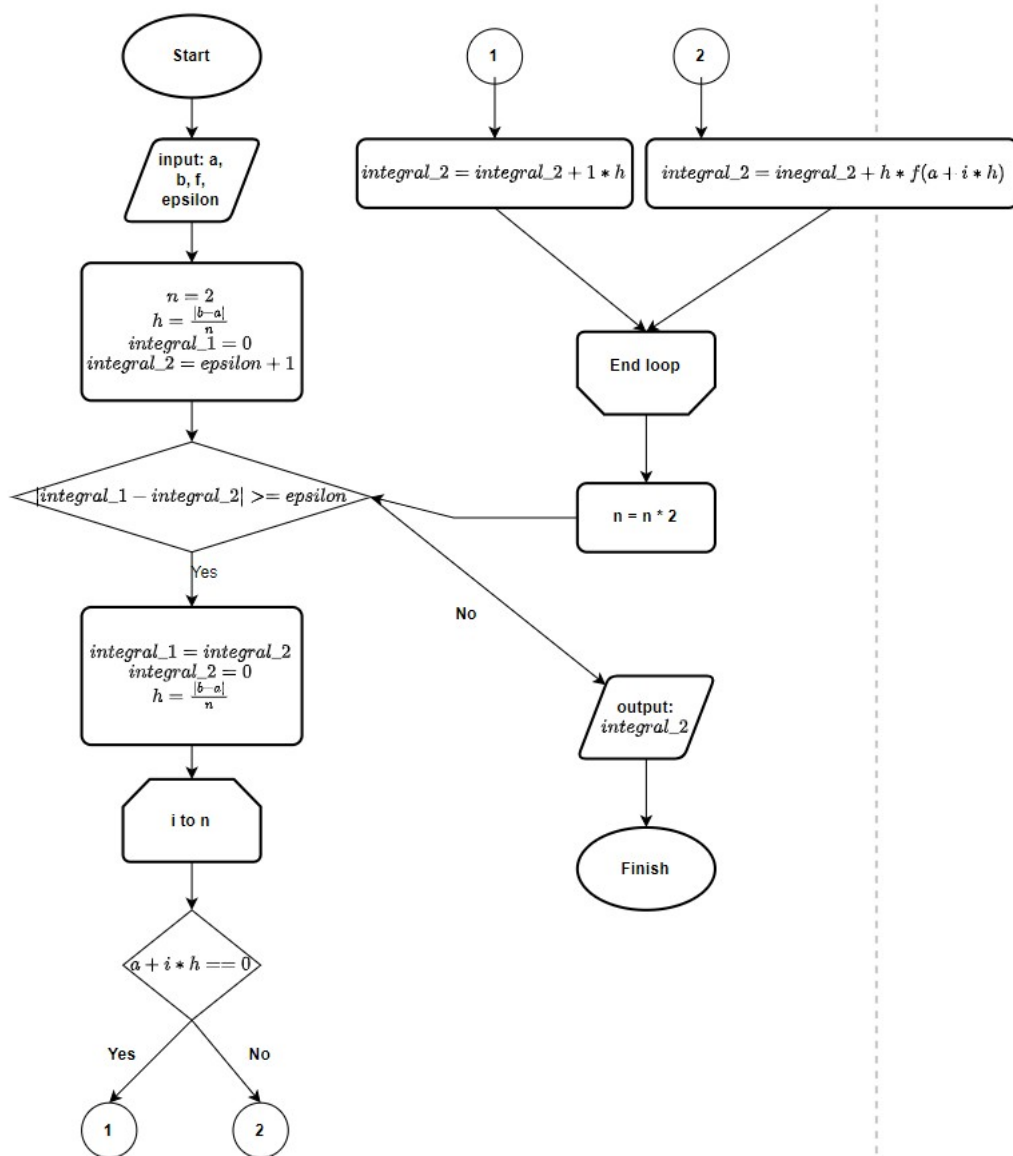 Start
input: a,
b, f,
epsilon
n = 2
h = |b−a|/n
integral_1 = 0
integral_2 = epsilon + 1
|integral_1 − integral_2| >= epsilon
Yes
integral_1 = integral_2
integral_2 = 0
h = |b−a|/n
i to n
a + i * h == 0
Yes
No
1
2
1
2
integral_2 = integral_2 + 1 * h
integral_2 = inegral_2 + h * f(a + i * h)
End loop
n = n * 2
No
output:
integral_2
Finish